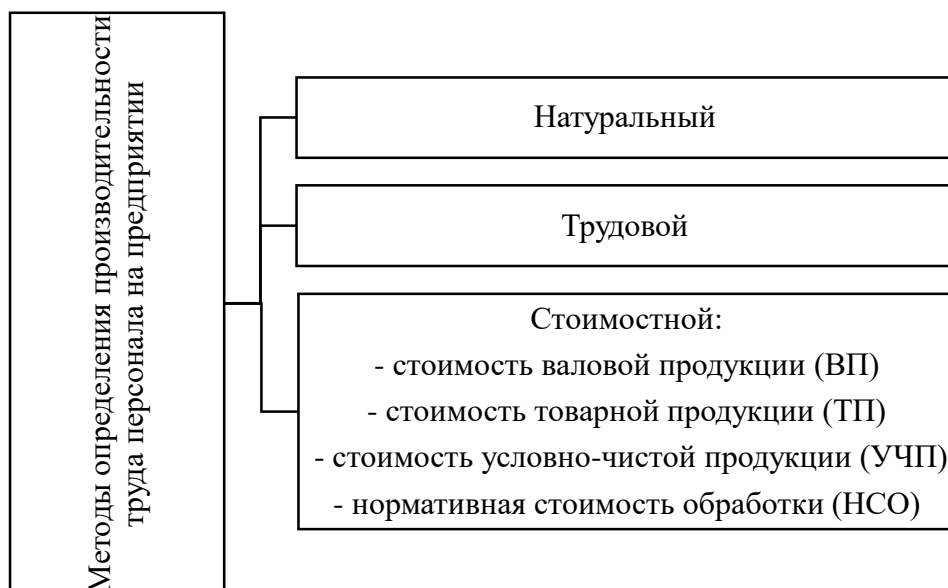 Методы определения производительности
труда персонала на предприятии
Натуральный
Трудовой
Стоимостной:
- стоимость валовой продукции (ВП)
- стоимость товарной продукции (ТП)
- стоимость условно-чистой продукции (УЧП)
- нормативная стоимость обработки (НСО)